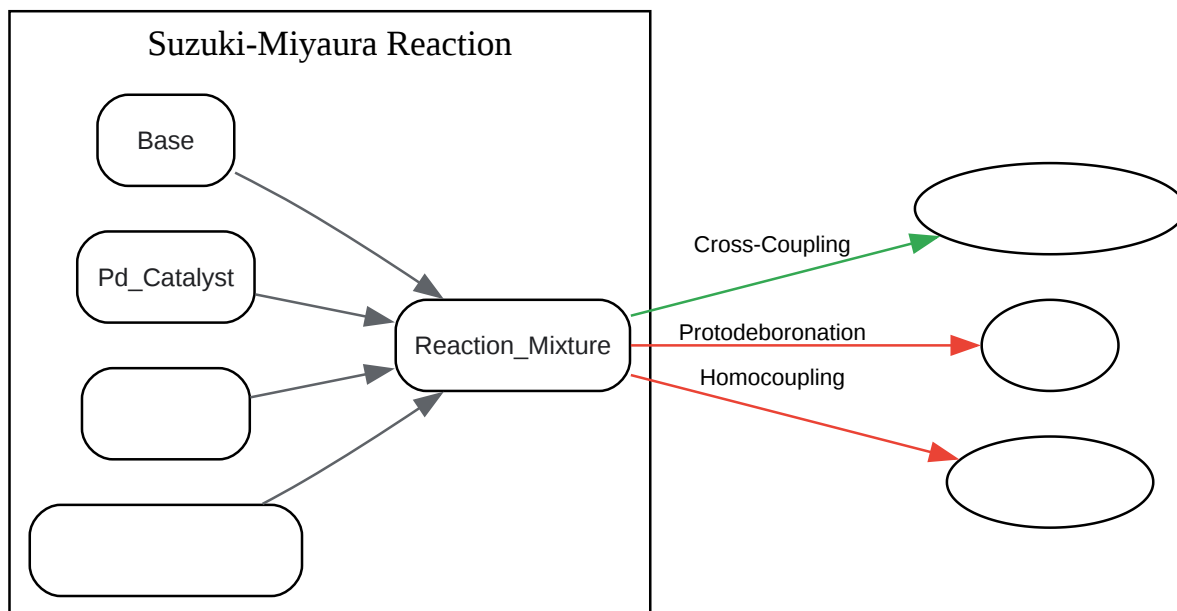 Suzuki-Miyaura Reaction
Base
Pd_Catalyst
Reaction_Mixture
Cross-Coupling
Protodeboronation
Homocoupling